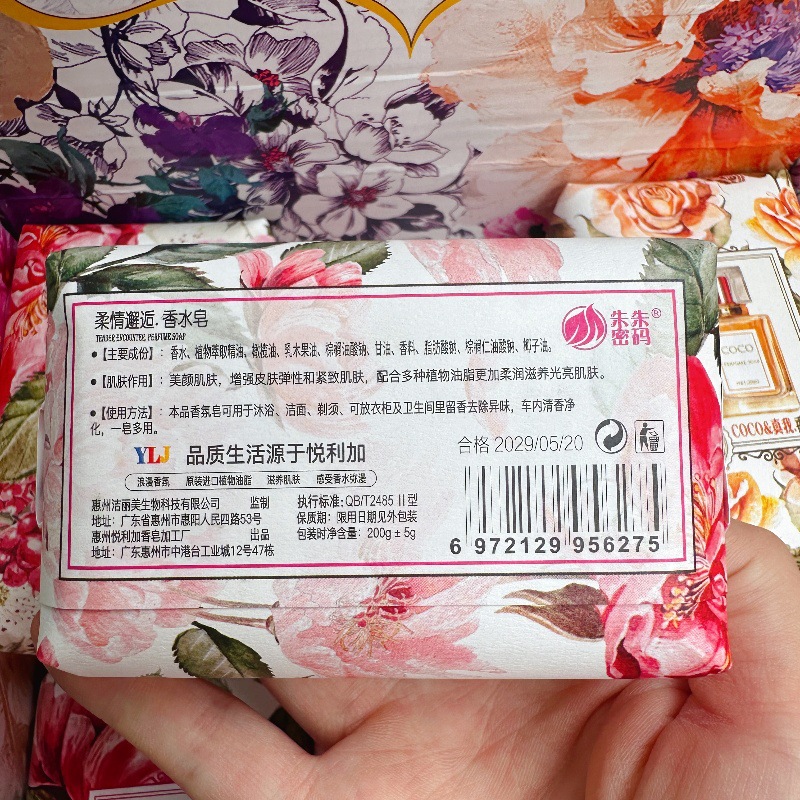 柔情邂逅.香水皂
TENDER ENCOUNTER, PERFUME SOAP
朱朱密码®
•【主要成份】：香水、植物萃取精油、橄榄油、乳木果油、棕榈油酸钠、甘油、香料、脂肪酸钠、棕榈仁油酸钠、椰子油。
•【肌肤作用】：美颜肌肤，增强皮肤弹性和紧致肌肤，配合多种植物油脂更加柔润滋养光亮肌肤。
•【使用方法】：本品香氛皂可用于沐浴、洁面、剃须、可放衣柜及卫生间里留香去除异味，车内清香净
化，一皂多用。
YLJ 品质生活源于悦利加
浪漫香氛 原装进口植物油脂 滋养肌肤 感受香水弥漫
合格 2029/05/20
惠州洁丽美生物科技有限公司 监制
地址：广东省惠州市惠阳人民四路53号
惠州悦利加香皂加工厂 出品
地址：广东惠州市中港台工业城12号47栋
执行标准：QB/T2485 II型
保质期：限用日期见外包装
包装时净含量：200g ± 5g
6 972129 956275
COCO
COCO&真乳